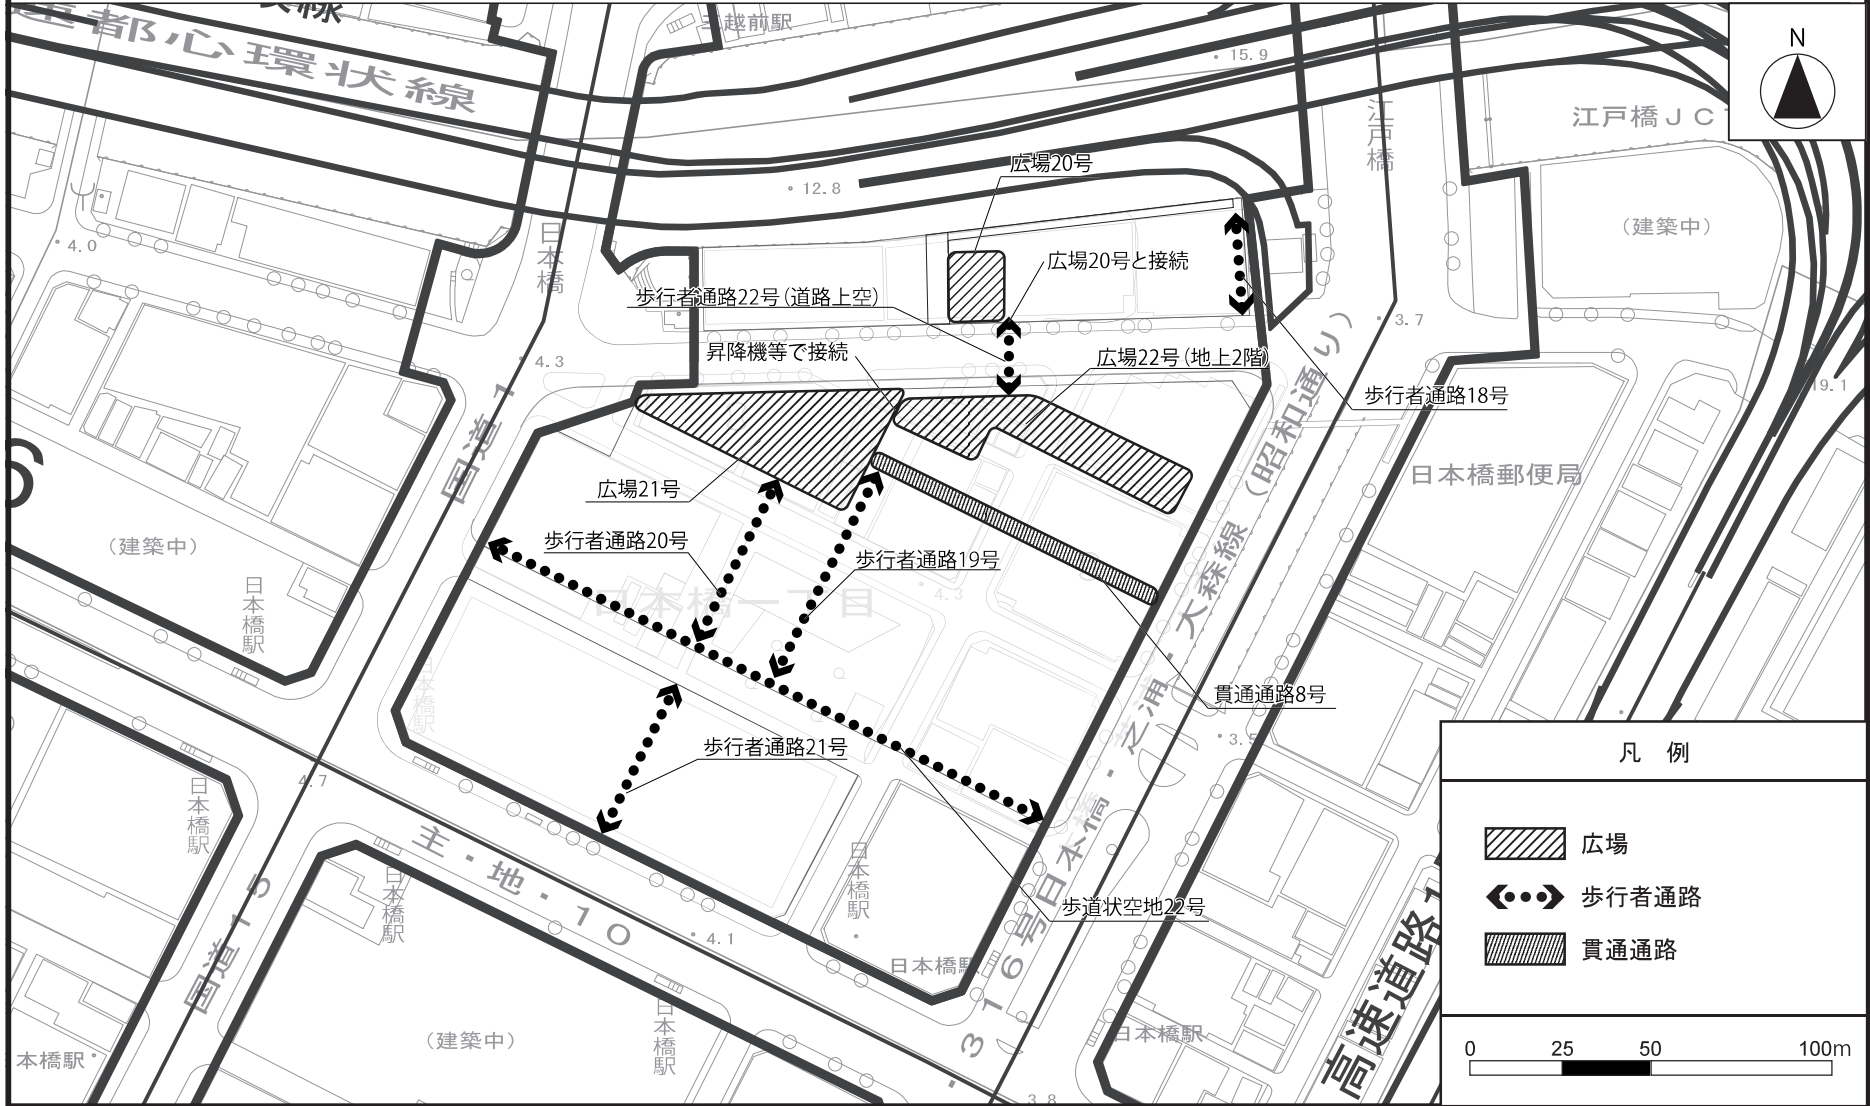 三越前駅
都心環状線
15.9
N
江戸橋
江戸橋JC
広場20号
12.8
(建築中)
4.0
日本橋
広場20号と接続
歩行者通路22号(道路上空)
3.7
昇降機等で接続
広場22号(地上2階)
4.3
19.1
歩行者通路18号
国道1
日本橋郵便局
6
広場21号
歩行者通路20号
(建築中)
歩行者通路19号
日本橋駅
日本橋一丁目
4.3
日本橋駅
貫通通路8号
歩行者通路21号
3.5
4.7
日本橋駅
316号日本橋・芝浦・大森線(昭和通り)
主・地・10
日本橋駅
日本橋駅
国道15
歩道状空地22号
4.1
日本橋駅
(建築中)
日本橋駅
日本橋駅
本橋駅
3.8
高速道路1
凡 例
広場
歩行者通路
貫通通路
0 25 50 100m